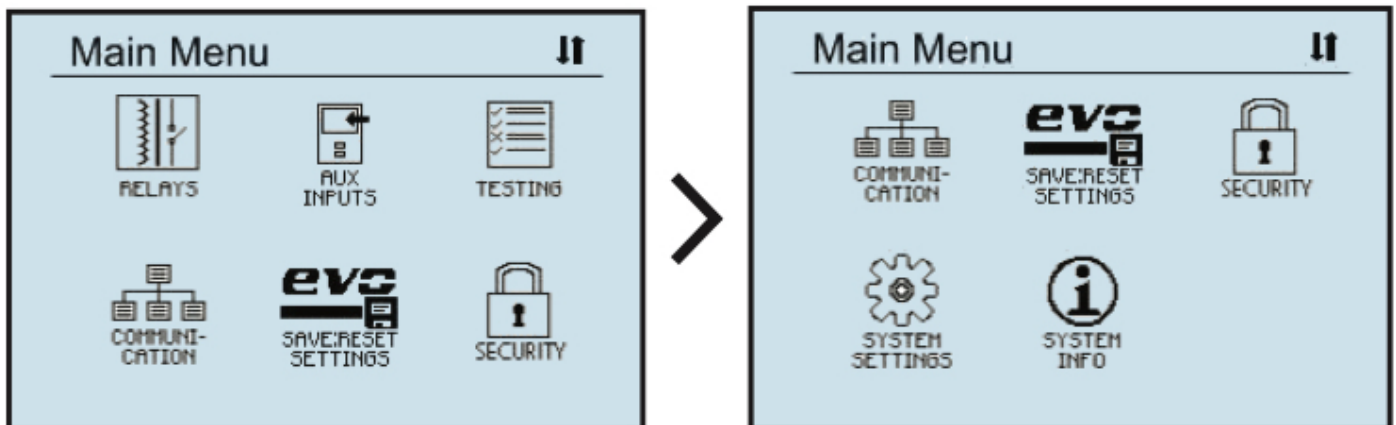 Main Menu
RELAYS
AUX
INPUTS
TESTING
COMMUNI-
CATION
evo
SAVE:RESET
SETTINGS
SECURITY
Main Menu
COMMUNI-
CATION
evo
SAVE:RESET
SETTINGS
SECURITY
SYSTEM
SETTINGS
SYSTEM
INFO